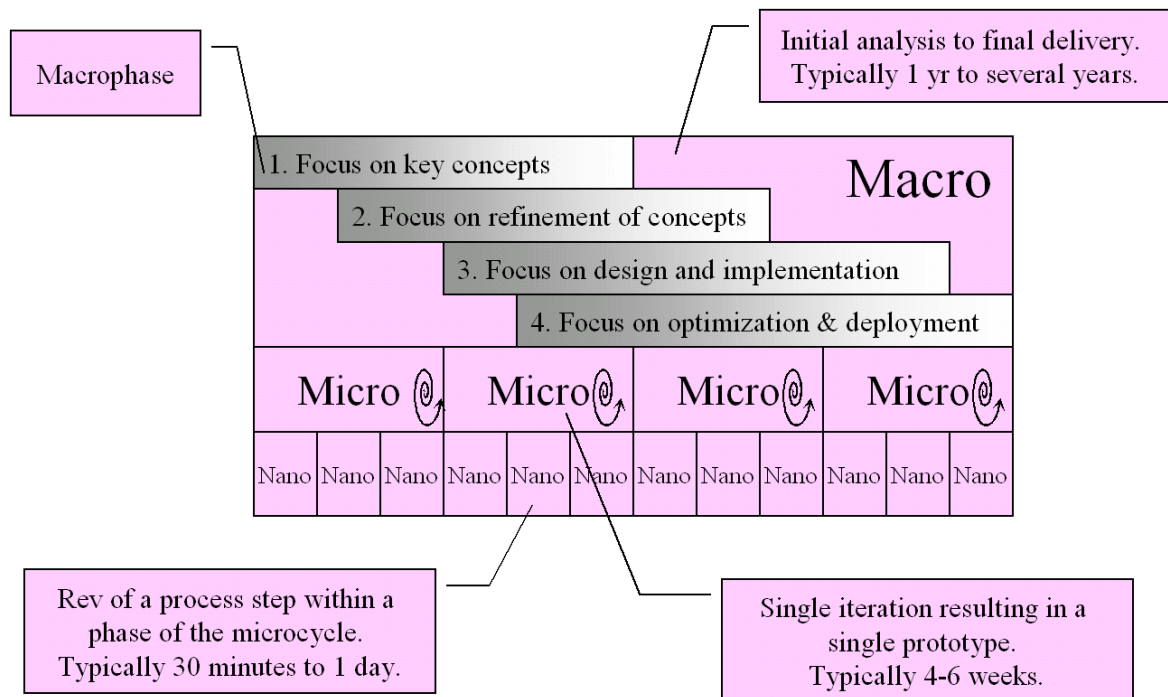 Macrophase
Initial analysis to final delivery.
Typically 1 yr to several years.
1. Focus on key concepts
Macro
2. Focus on refinement of concepts
3. Focus on design and implementation
4. Focus on optimization & deployment
Micro Micro Micro Micro
Nano Nano Nano Nano Nano Nano Nano Nano Nano Nano Nano Nano
Rev of a process step within a
phase of the microcycle.
Typically 30 minutes to 1 day.
Single iteration resulting in a
single prototype.
Typically 4-6 weeks.